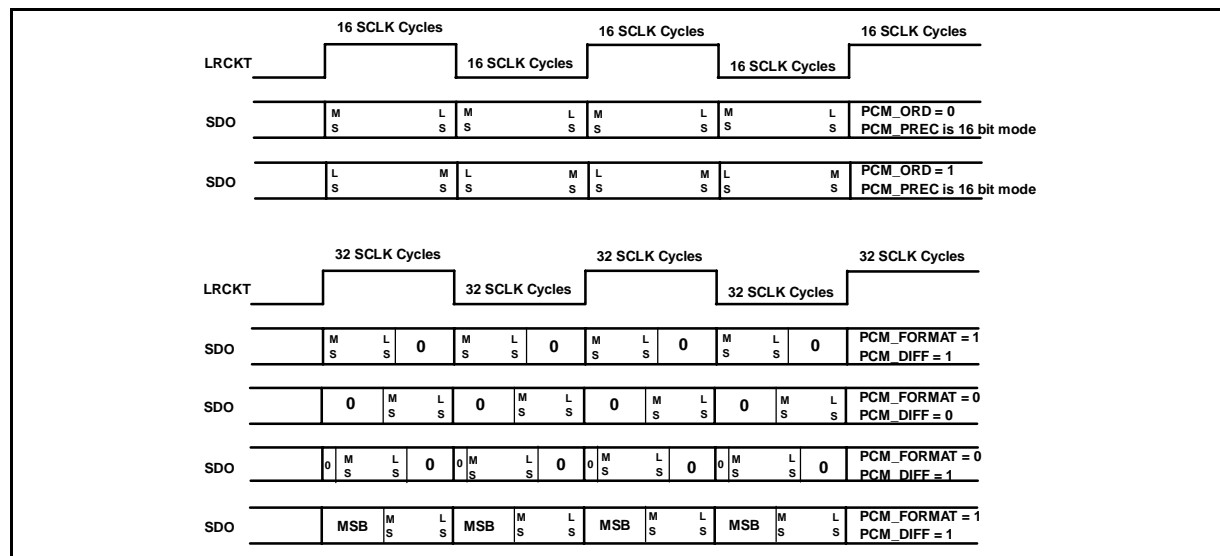 16 SCLK Cycles 16 SCLK Cycles 16 SCLK Cycles
LRCKT 16 SCLK Cycles 16 SCLK Cycles
SDO M L M L M L M L PCM_ORD = 0
S S S S S S S S PCM_PREC is 16 bit mode
SDO L M L M L M L M PCM_ORD = 1
S S S S S S S S PCM_PREC is 16 bit mode
32 SCLK Cycles 32 SCLK Cycles 32 SCLK Cycles
LRCKT 32 SCLK Cycles 32 SCLK Cycles
SDO M L 0 M L 0 M L 0 M L 0 PCM_FORMAT = 1
S S S S S S S S PCM_DIFF = 1
SDO 0 M L 0 M L 0 M L 0 M L PCM_FORMAT = 0
S S S S S S S S PCM_DIFF = 0
SDO 0 M L 0 0 M L 0 0 M L 0 0 M L 0 PCM_FORMAT = 0
S S S S S S S S PCM_DIFF = 1
SDO MSB M L MSB M L MSB M L MSB M L PCM_FORMAT = 1
S S S S S S S S PCM_DIFF = 1